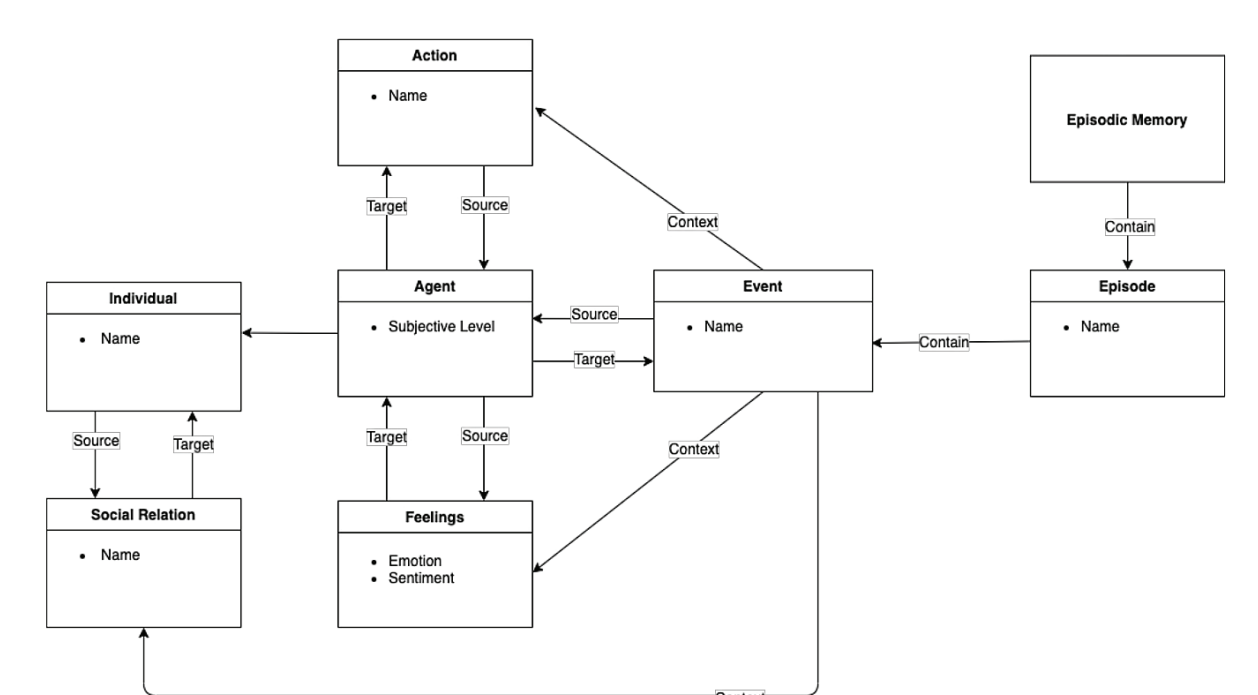 Action
• Name
Episodic Memory
Target
Source
Context
Contain
Individual
• Name
Agent
• Subjective Level
Event
• Name
Episode
• Name
Source
Target
Contain
Source
Target
Target
Source
Context
Social Relation
• Name
Feelings
• Emotion
• Sentiment
Context